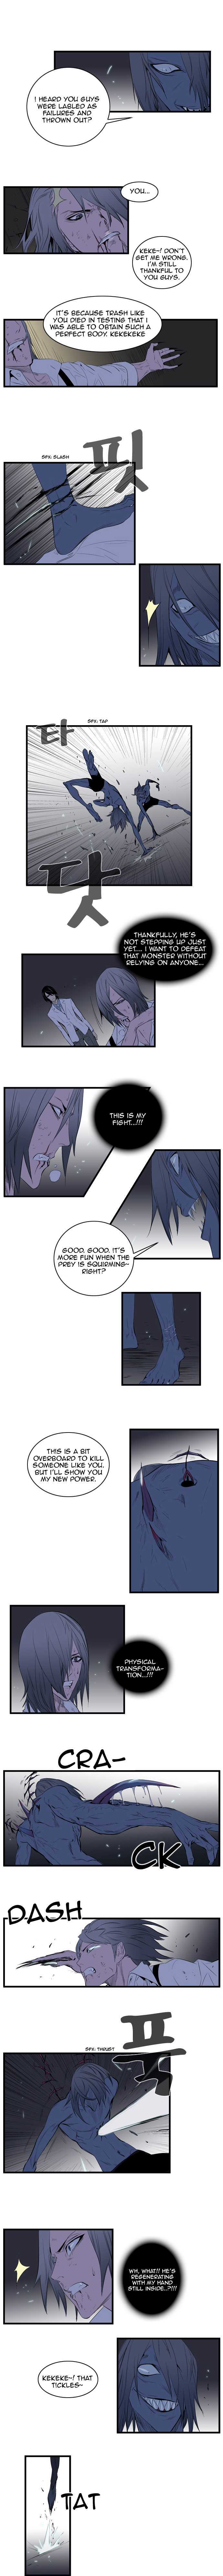 I HEARD YOU GUYS
WERE LABLED AS
FAILURES AND
THROWN OUT?
YOU...
KEKE~! DON'T
GET ME WRONG.
I'M STILL
THANKFUL TO
YOU GUYS.
IT'S BECAUSE TRASH LIKE
YOU DIED IN TESTING THAT I
WAS ABLE TO OBTAIN SUCH A
PERFECT BODY. KEKEKEKE
SFX: SLASH
핏
SFX: TAP
타
닷
THANKFULLY, HE'S
NOT STEPPING UP JUST
YET.... I WANT TO DEFEAT
THAT MONSTER WITHOUT
RELYING ON ANYONE...
THIS IS MY
FIGHT...!!!
GOOD. GOOD. IT'S
MORE FUN WHEN THE
PREY IS SQUIRMING~
RIGHT?
THIS IS A BIT
OVERBOARD TO KILL
SOMEONE LIKE YOU,
BUT I'LL SHOW YOU
MY NEW POWER.
PHYSICAL
TRANSFORMA-
TION...!!!
CRA-
CK
DASH
SFX: THRUST
푹
WH, WHAT!! HE'S
REGENERATING
WITH MY HAND
STILL INSIDE..?!!!
KEKEKE~! THAT
TICKLES~
TAT